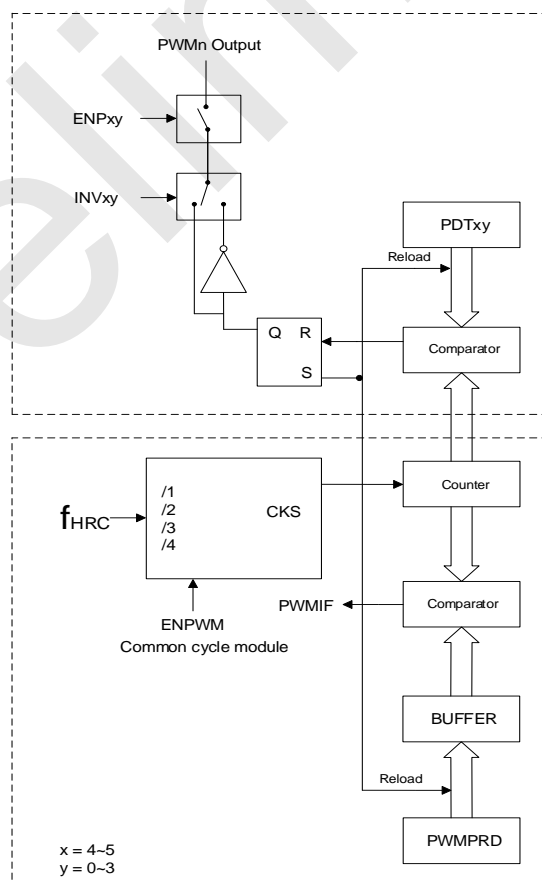 PWMn Output
ENPxy
INVxy
PDTxy
Reload
Q R
S
Comparator
/1
/2
/3
/4
CKS
fHRC
Counter
ENPWM
Common cycle module
PWMIF
Comparator
BUFFER
Reload
PWMPRD
x = 4~5
y = 0~3